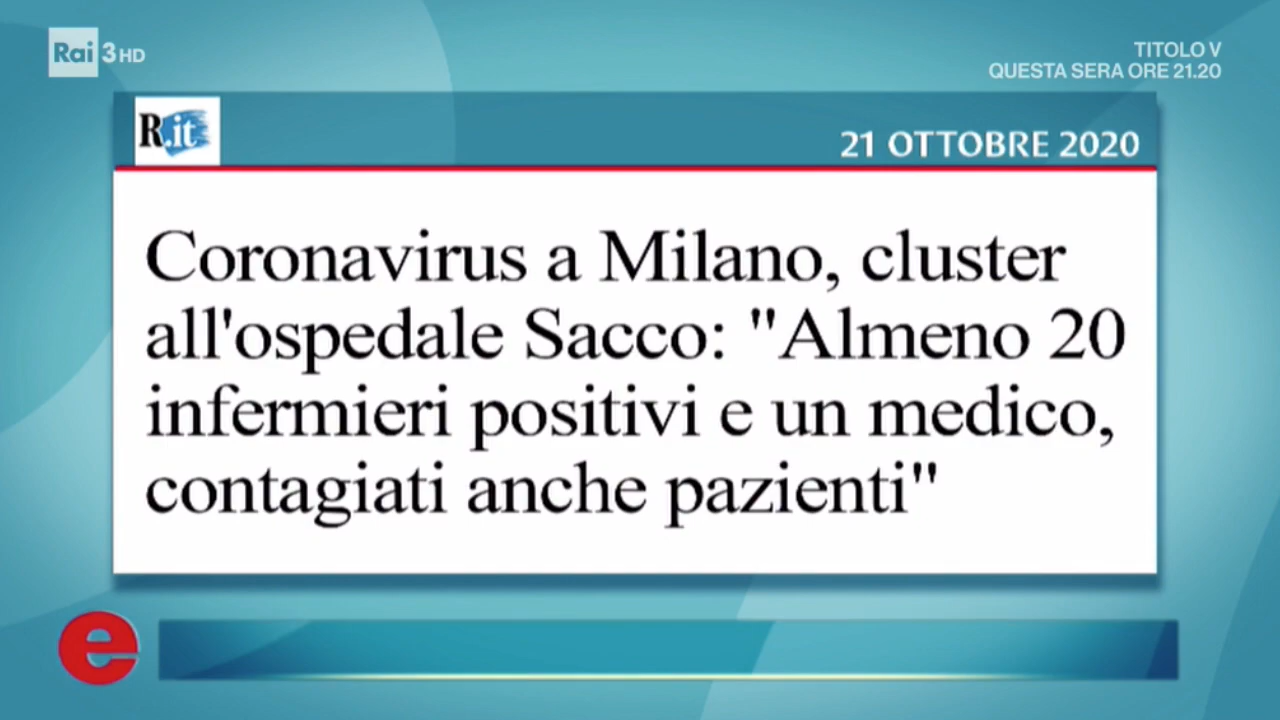 Rai 3 HD
TITOLO V
QUESTA SERA ORE 21.20
R.it
21 OTTOBRE 2020
Coronavirus a Milano, cluster
all'ospedale Sacco: "Almeno 20
infermieri positivi e un medico,
contagiati anche pazienti"
e